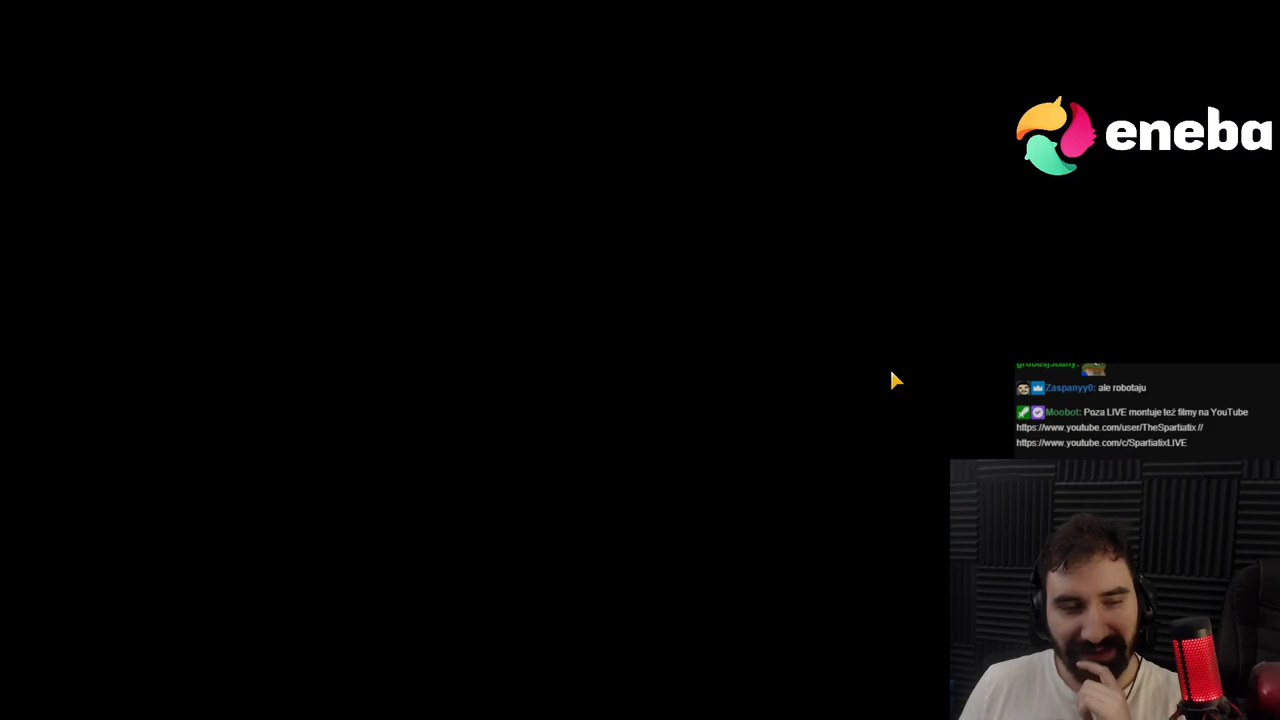 eneba
Zaspanyy0: ale robotaju
Moobot: Poza LIVE montuje też filmy na YouTube
https://www.youtube.com/user/TheSpartiatix //
https://www.youtube.com/c/SpartiatixLIVE